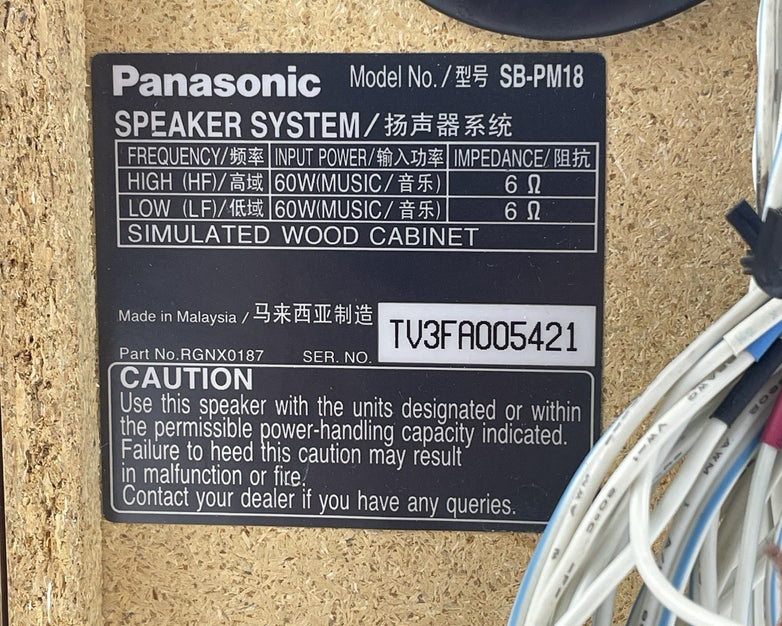 Panasonic Model No./型号 SB-PM18
SPEAKER SYSTEM/扬声器系统
FREQUENCY/频率 INPUT POWER/输入功率 IMPEDANCE/阻抗
HIGH (HF)/高域 60W(MUSIC/音乐) 6 Ω
LOW (LF)/低域 60W(MUSIC/音乐) 6 Ω
SIMULATED WOOD CABINET
Made in Malaysia / 马来西亚制造
TV3FA005421
Part No.RGNX0187 SER. NO.
CAUTION
Use this speaker with the units designated or within
the permissible power-handling capacity indicated.
Failure to heed this caution may result
in malfunction or fire.
Contact your dealer if you have any queries.
AWM